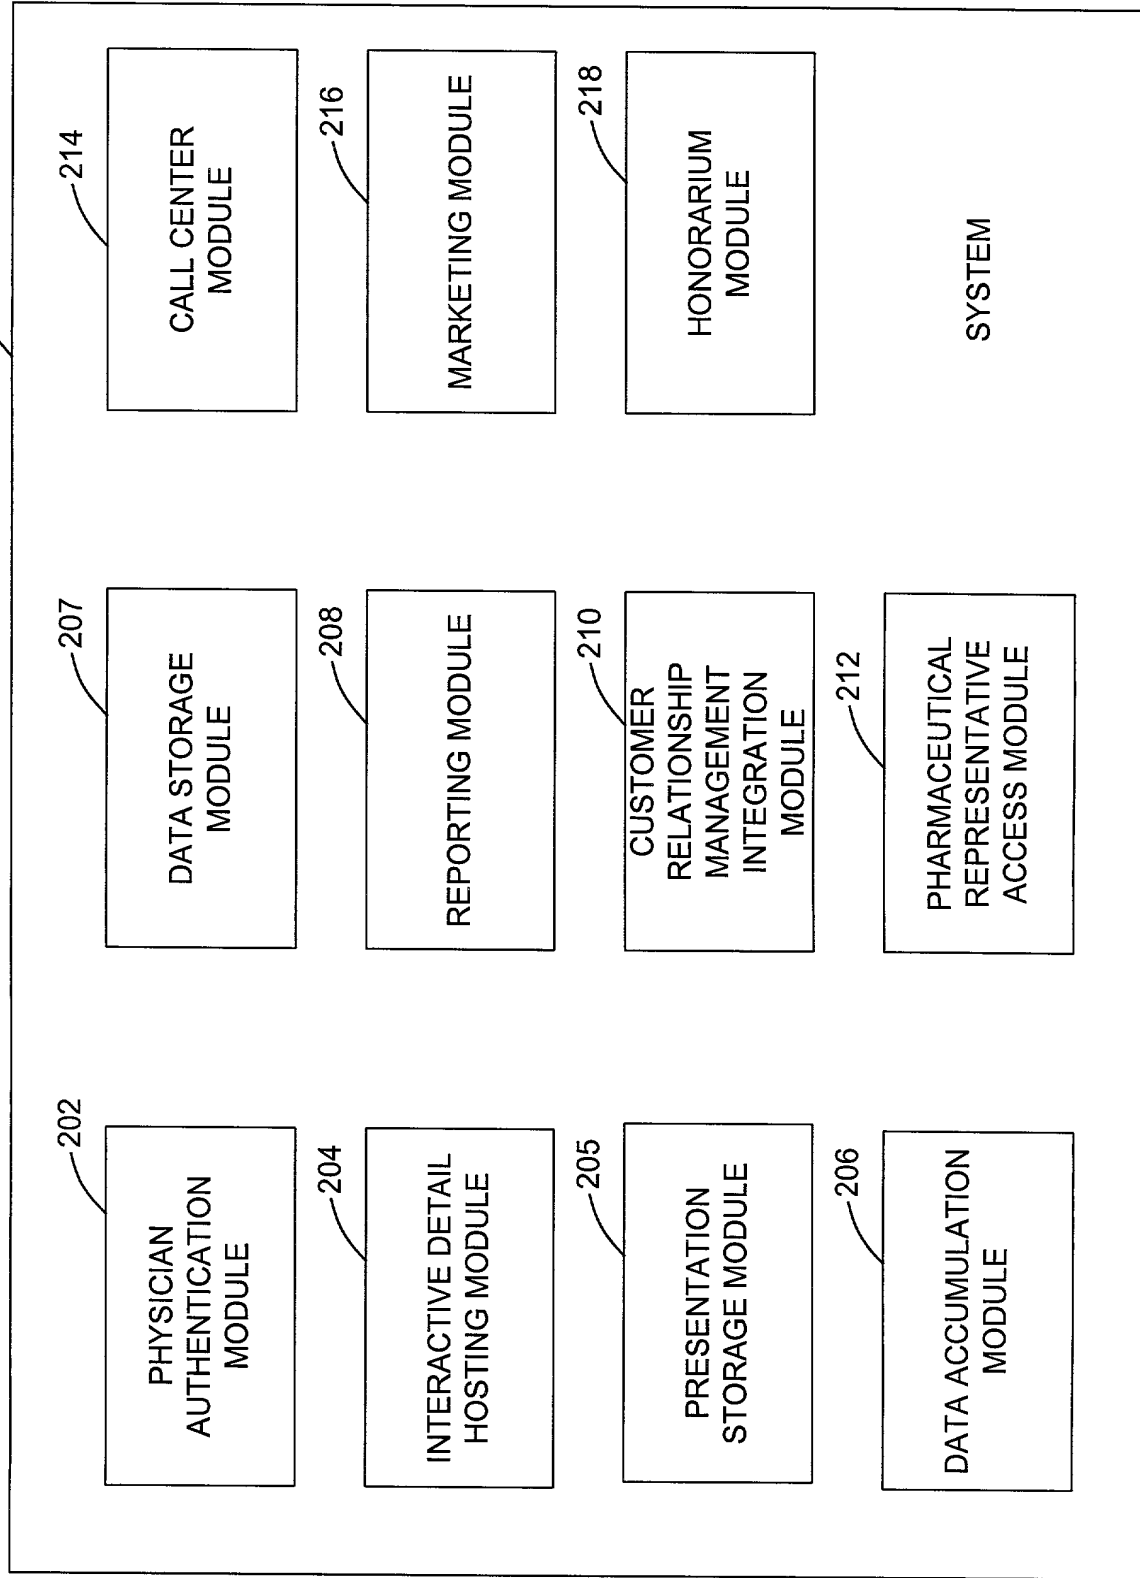 202
PHYSICIAN
AUTHENTICATION
MODULE
204
INTERACTIVE DETAIL
HOSTING MODULE
205
PRESENTATION
STORAGE MODULE
206
DATA ACCUMULATION
MODULE
207
DATA STORAGE
MODULE
208
REPORTING MODULE
210
CUSTOMER
RELATIONSHIP
MANAGEMENT
INTEGRATION
MODULE
212
PHARMACEUTICAL
REPRESENTATIVE
ACCESS MODULE
214
CALL CENTER
MODULE
216
MARKETING MODULE
218
HONORARIUM
MODULE
SYSTEM